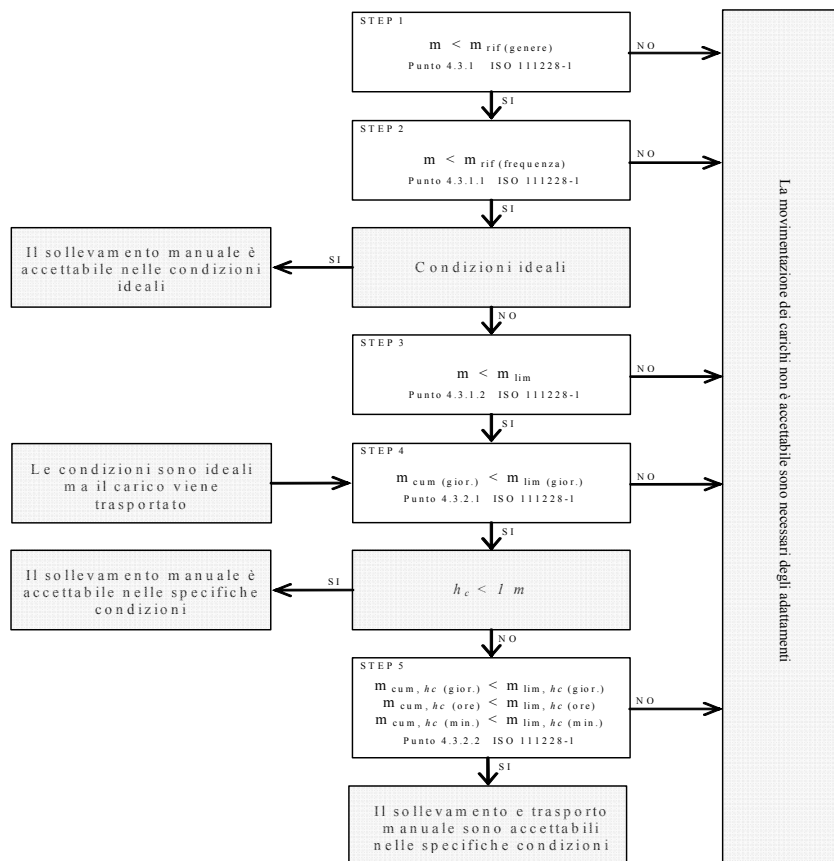 STEP 1
m < m rif (genere)
Punto 4.3.1 ISO 111228-1
NO
SI
STEP 2
m < m rif (frequenza)
Punto 4.3.1.1 ISO 111228-1
NO
SI
Il sollevamento manuale è
accettabile nelle condizioni
ideali
SI
Condizioni ideali
NO
STEP 3
m < m lim
Punto 4.3.1.2 ISO 111228-1
NO
SI
Le condizioni sono ideali
ma il carico viene
trasportato
STEP 4
m cum (gior.) < m lim (gior.)
Punto 4.3.2.1 ISO 111228-1
NO
SI
Il sollevamento manuale è
accettabile nelle specifiche
condizioni
SI
h c < 1 m
NO
STEP 5
m cum, hc (gior.) < m lim, hc (gior.)
m cum, hc (ore) < m lim, hc (ore)
m cum, hc (min.) < m lim, hc (min.)
Punto 4.3.2.2 ISO 111228-1
NO
SI
Il sollevamento e trasporto
manuale sono accettabili
nelle specifiche condizioni
La movimentazione dei carichi non è accettabile sono necessari degli adattamenti